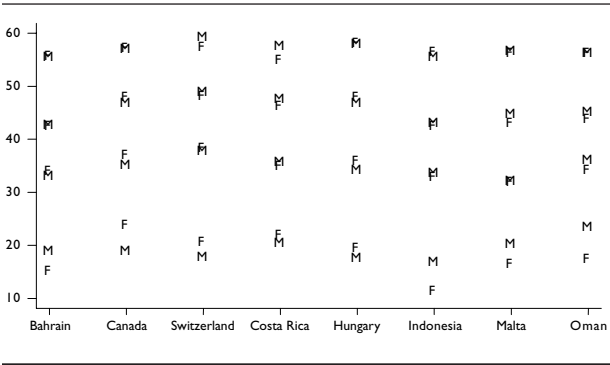 60
F M F M M F M F F M F M M F F M
50
F M F M M F M F F M M F M F M F
40
F M F M F M M F F M M F M F M F
30
M F F M F M F M F M M F M F M F
20
10
Bahrain Canada Switzerland Costa Rica Hungary Indonesia Malta Oman